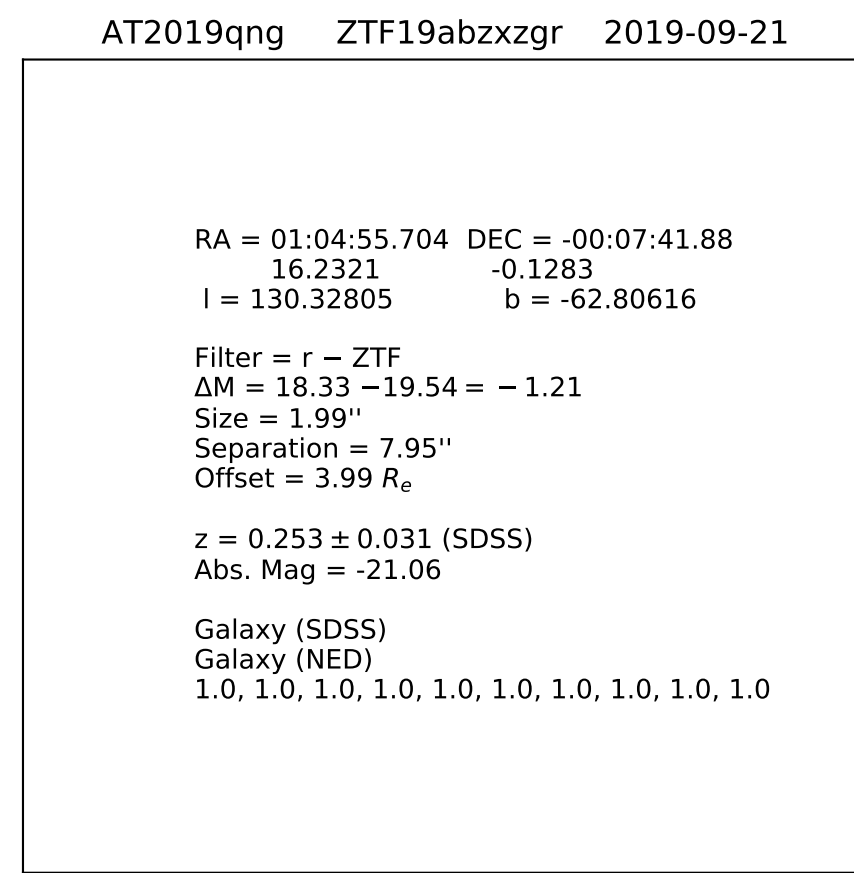 AT2019qng ZTF19abzxzgr 2019-09-21
RA = 01:04:55.704 DEC = -00:07:41.88
16.2321 -0.1283
l = 130.32805 b = -62.80616
Filter = r − ZTF
ΔM = 18.33 −19.54 = − 1.21
Size = 1.99''
Separation = 7.95''
Offset = 3.99 Re
z = 0.253 ± 0.031 (SDSS)
Abs. Mag = -21.06
Galaxy (SDSS)
Galaxy (NED)
1.0, 1.0, 1.0, 1.0, 1.0, 1.0, 1.0, 1.0, 1.0, 1.0